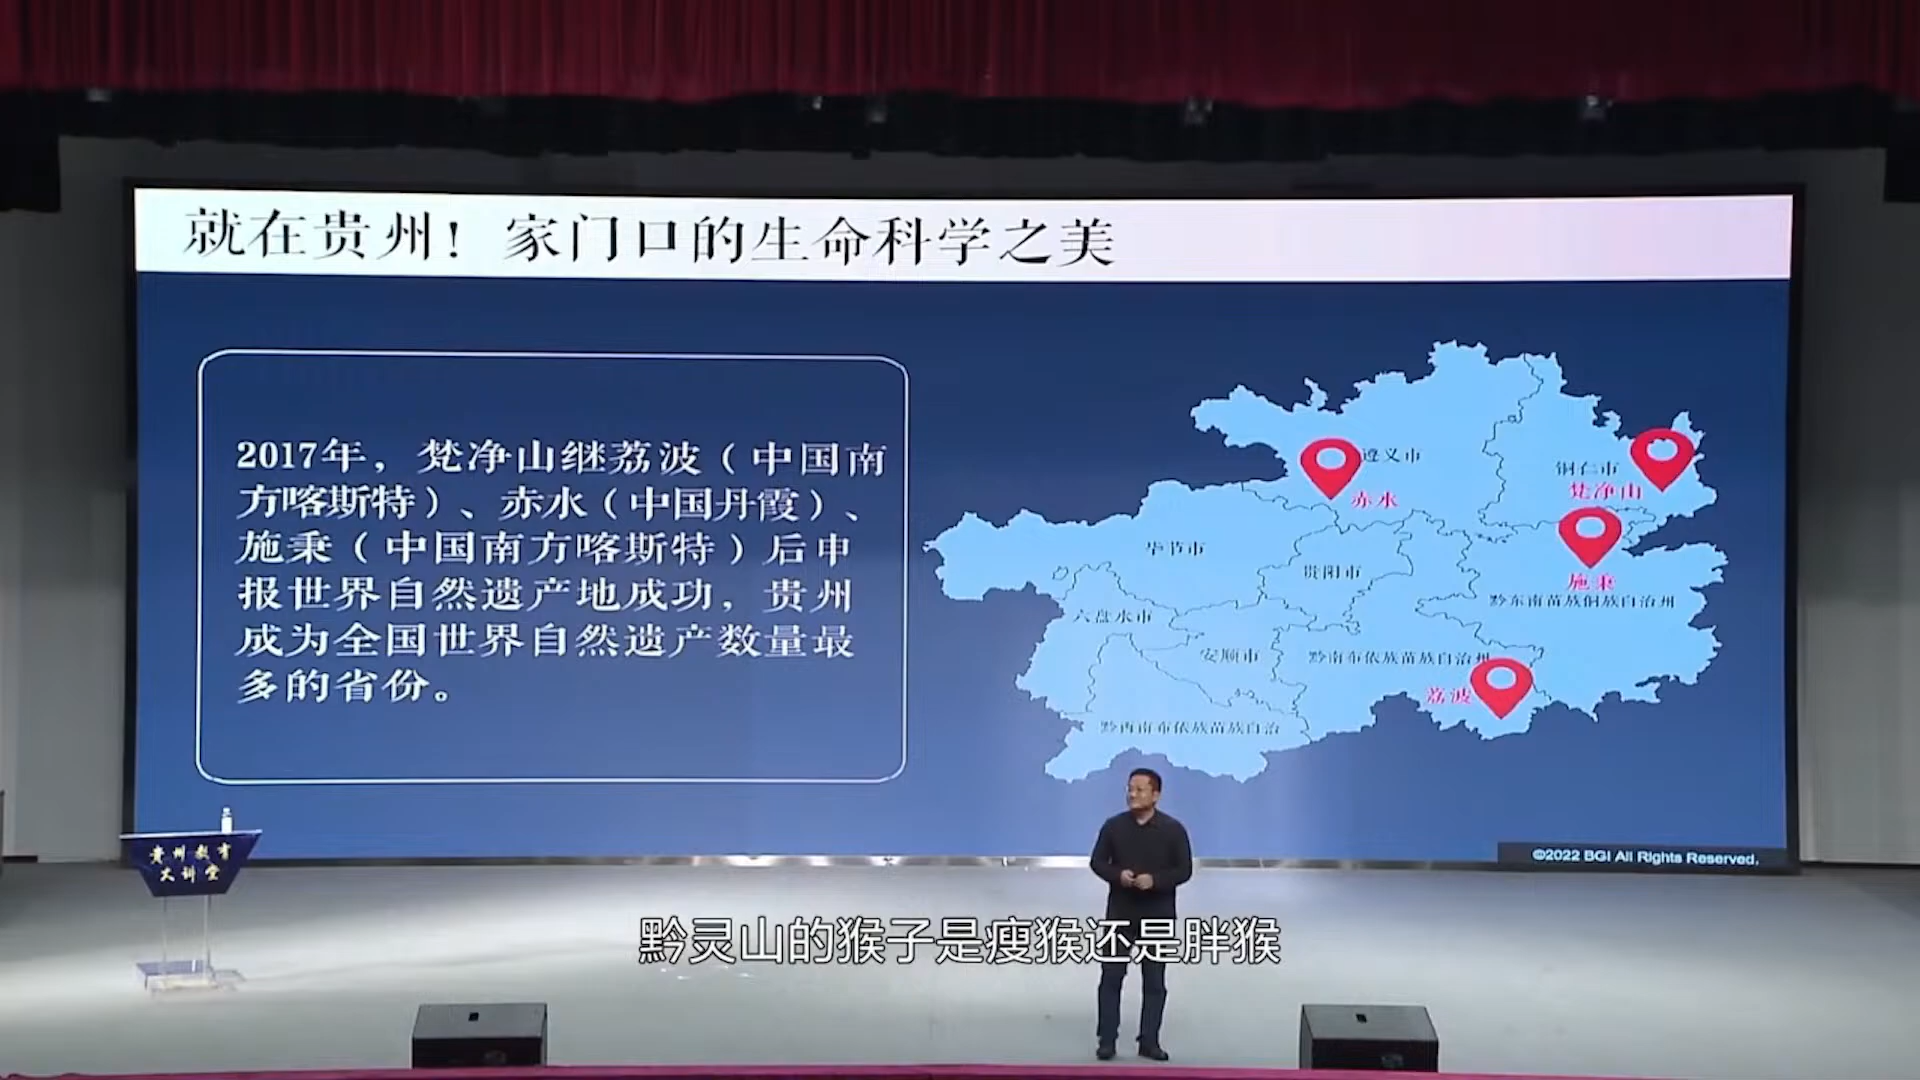 就在贵州！家门口的生命科学之美
2017年，梵净山继荔波（中国南
方喀斯特）、赤水（中国丹霞）、
施秉（中国南方喀斯特）后申
报世界自然遗产地成功，贵州
成为全国世界自然遗产数量最
多的省份。
遵义市
赤水
铜仁市
梵净山
毕节市
贵阳市
施秉
黔东南苗族侗族自治州
六盘水市
安顺市
黔南布依族苗族自治州
荔波
黔西南布依族苗族自治
©2022 BGI All Rights Reserved.
贵州教育
大讲堂
黔灵山的猴子是瘦猴还是胖猴